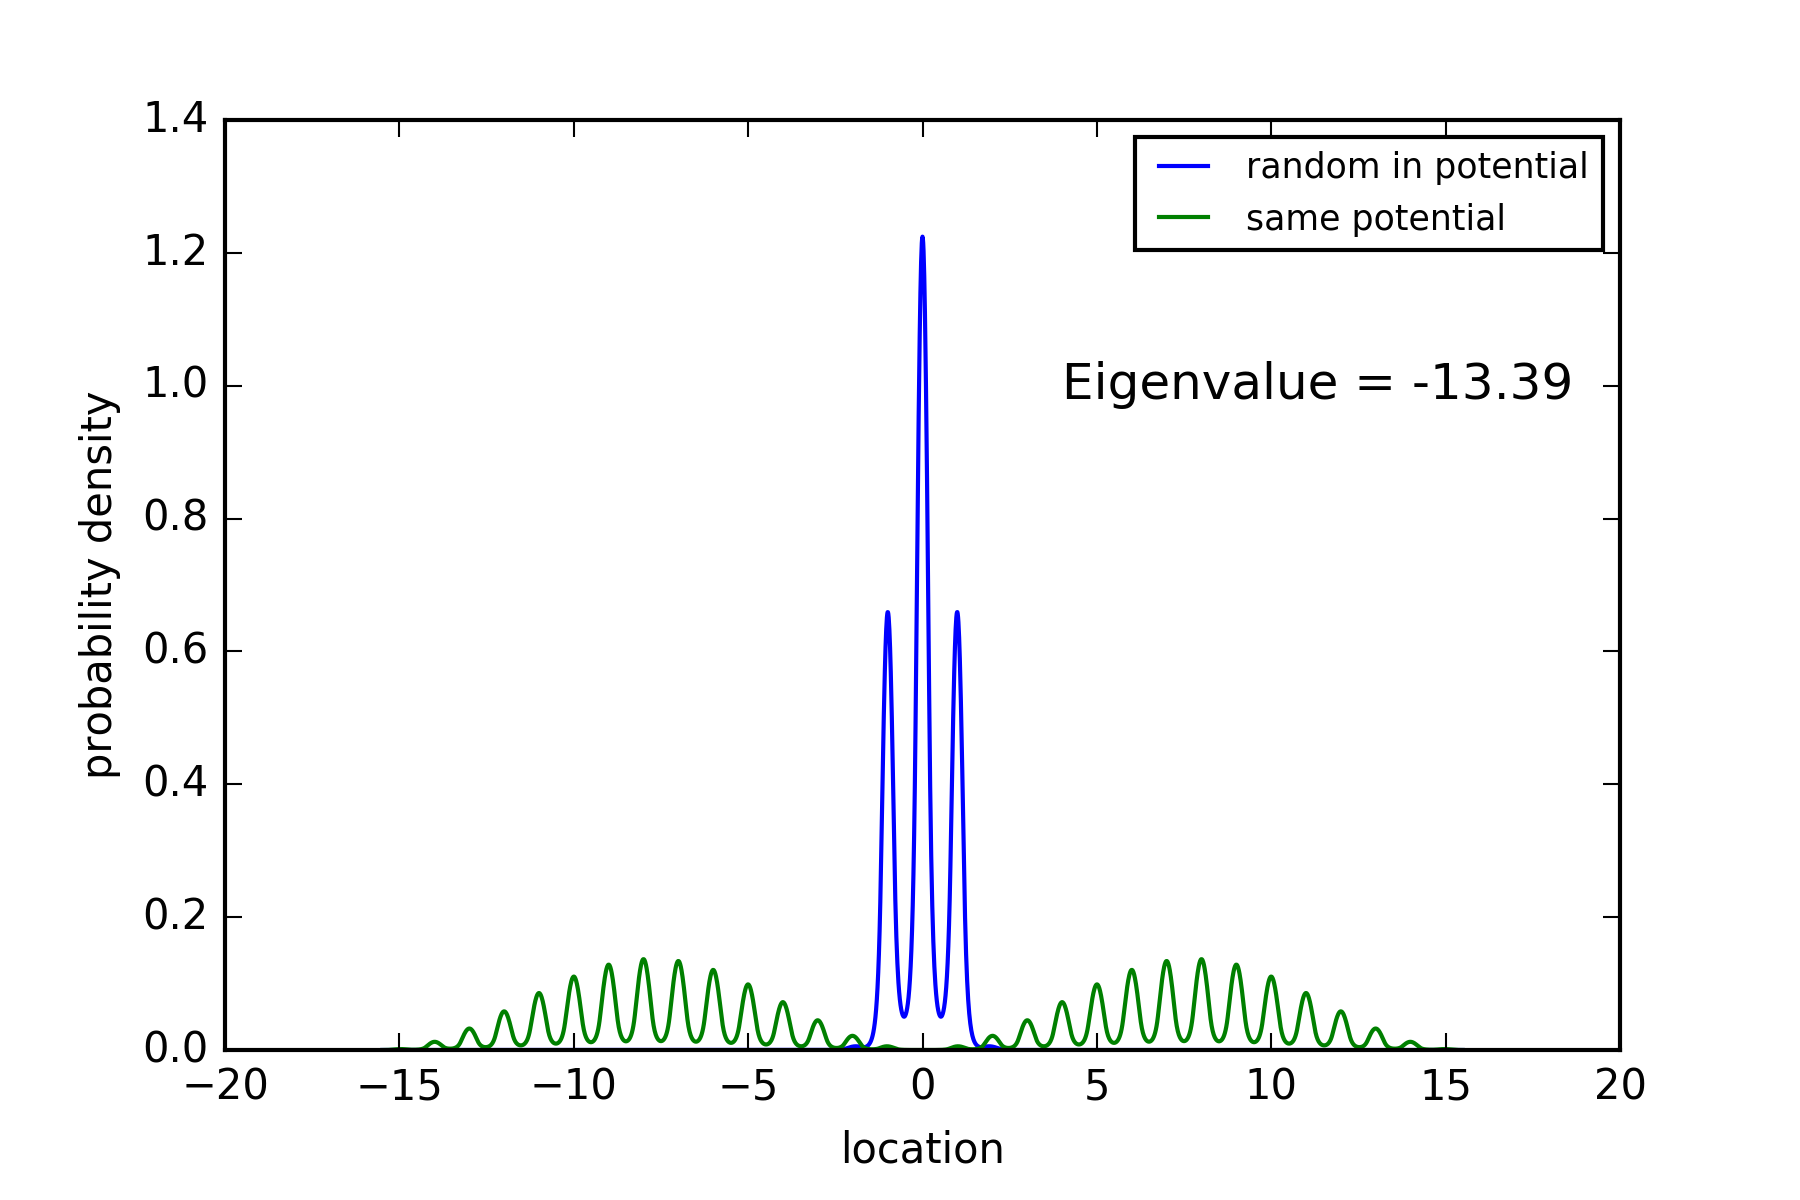 1.4
1.2
1.0
0.8
0.6
0.4
0.2
0.0
−20 −15 −10 −5 0 5 10 15 20
location
probability density
random in potential
same potential
Eigenvalue = -13.39